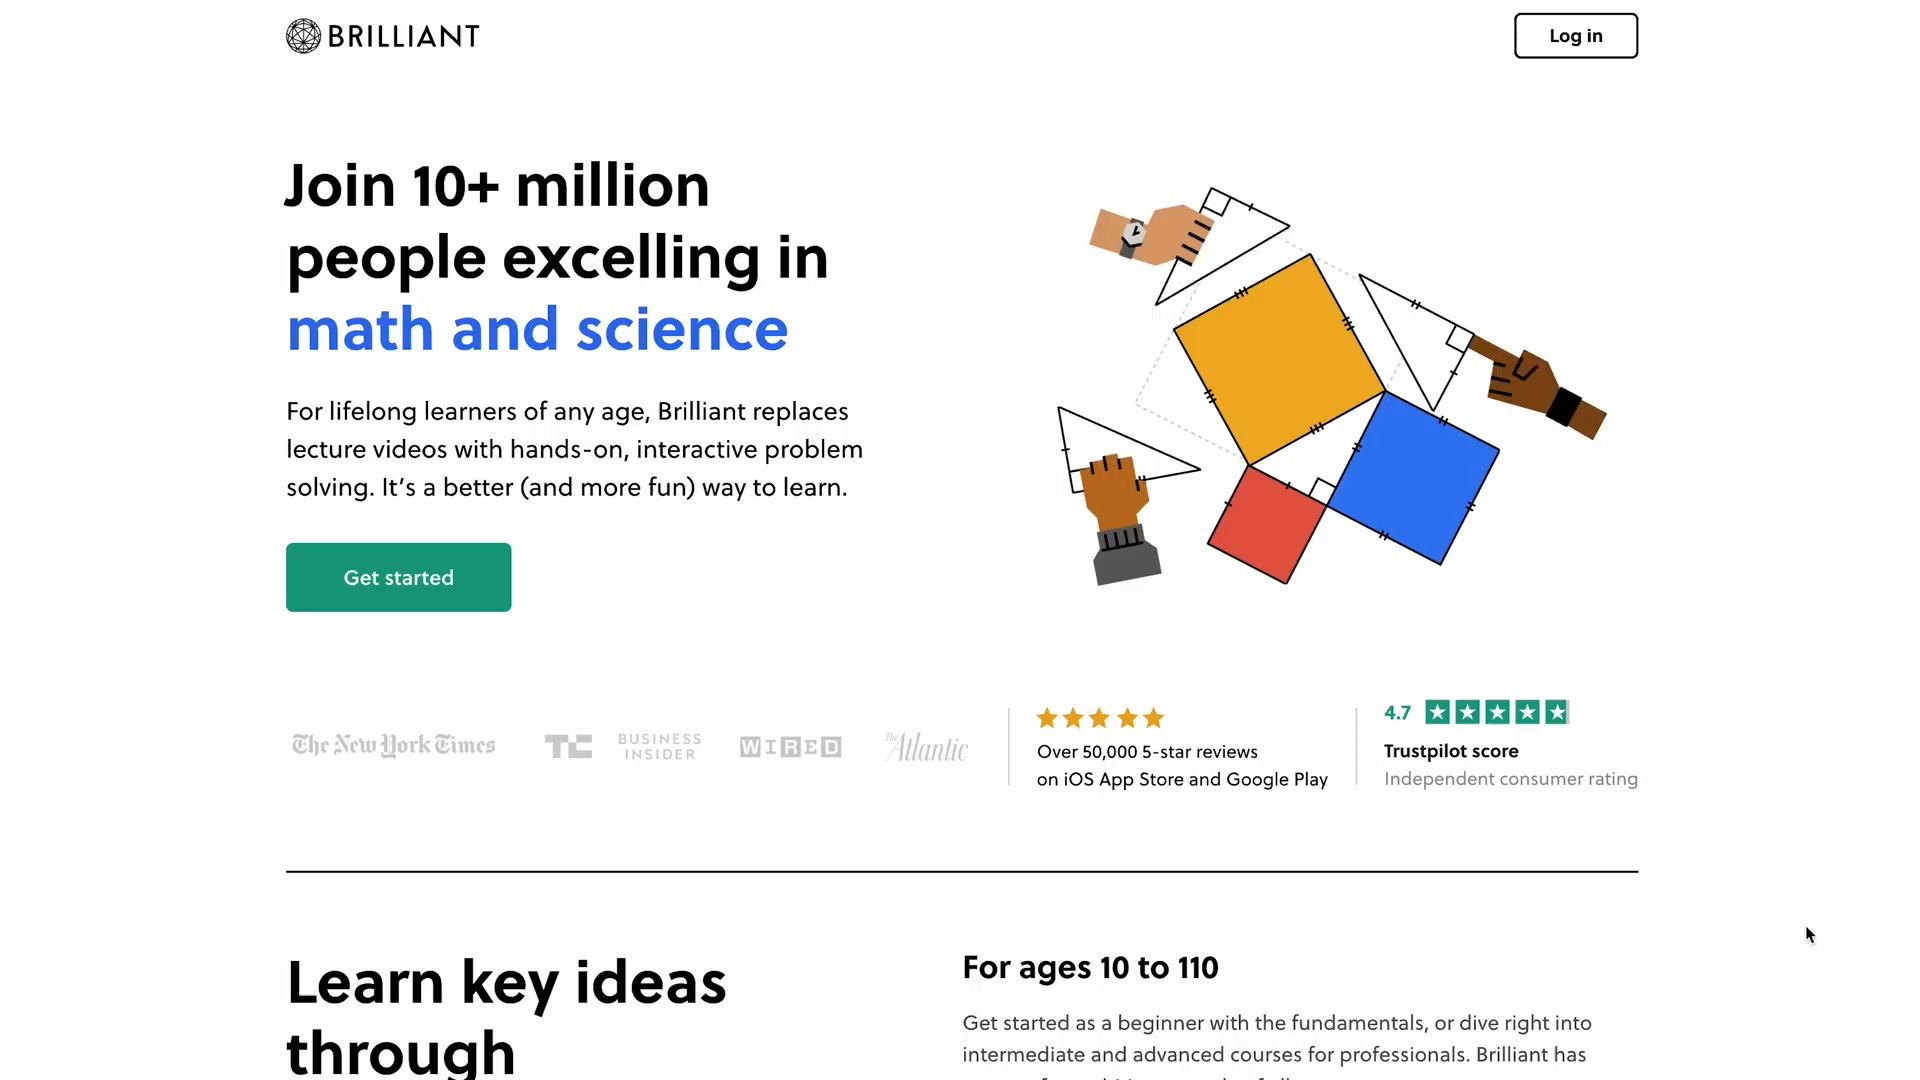 BRILLIANT
Log in
Join 10+ million
people excelling in
math and science
For lifelong learners of any age, Brilliant replaces
lecture videos with hands-on, interactive problem
solving. It’s a better (and more fun) way to learn.
Get started
The New York Times
TC
BUSINESS
INSIDER
WIRED
The Atlantic
Over 50,000 5-star reviews
on iOS App Store and Google Play
4.7
Trustpilot score
Independent consumer rating
Learn key ideas
through
For ages 10 to 110
Get started as a beginner with the fundamentals, or dive right into
intermediate and advanced courses for professionals. Brilliant has